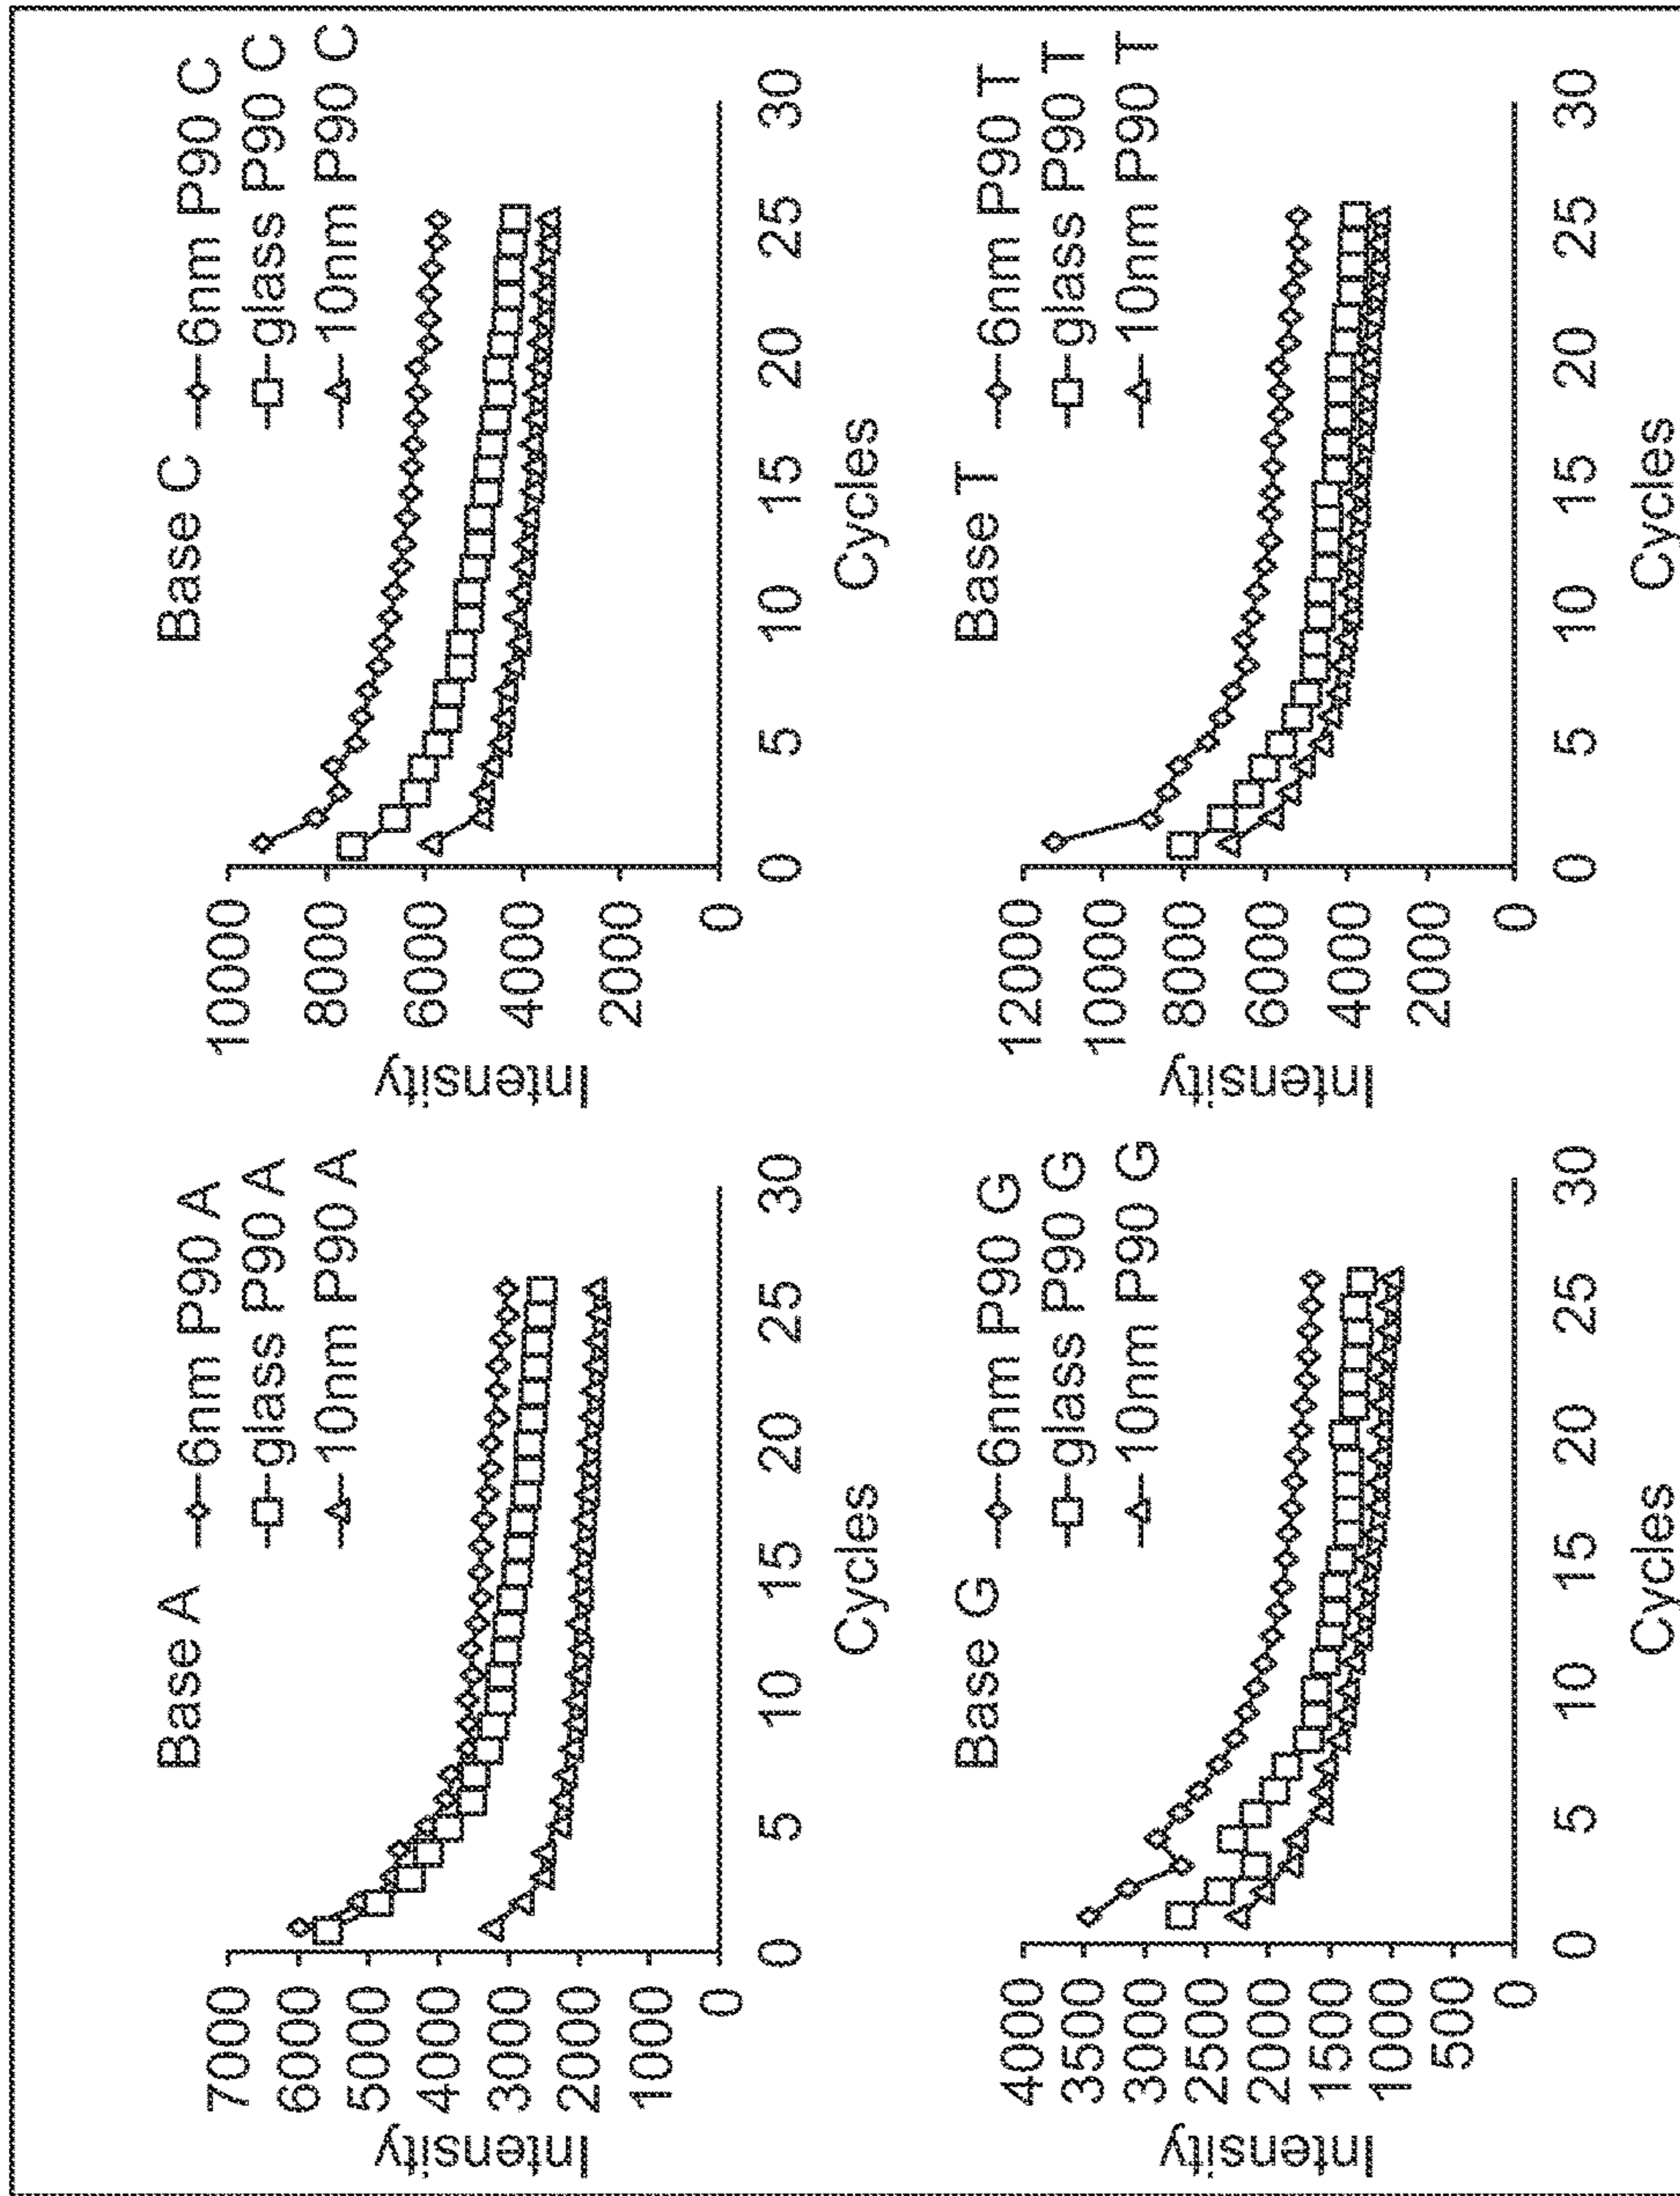 Base A
6nm P90 A
glass P90 A
10nm P90 A
Intensity
7000
6000
5000
4000
3000
2000
1000
0
0 5 10 15 20 25 30
Cycles
Base C
6nm P90 C
glass P90 C
10nm P90 C
Intensity
10000
8000
6000
4000
2000
0
0 5 10 15 20 25 30
Cycles
Base G
6nm P90 G
glass P90 G
10nm P90 G
Intensity
4000
3500
3000
2500
2000
1500
1000
500
0
0 5 10 15 20 25 30
Cycles
Base T
6nm P90 T
glass P90 T
10nm P90 T
Intensity
12000
10000
8000
6000
4000
2000
0
0 5 10 15 20 25 30
Cycles